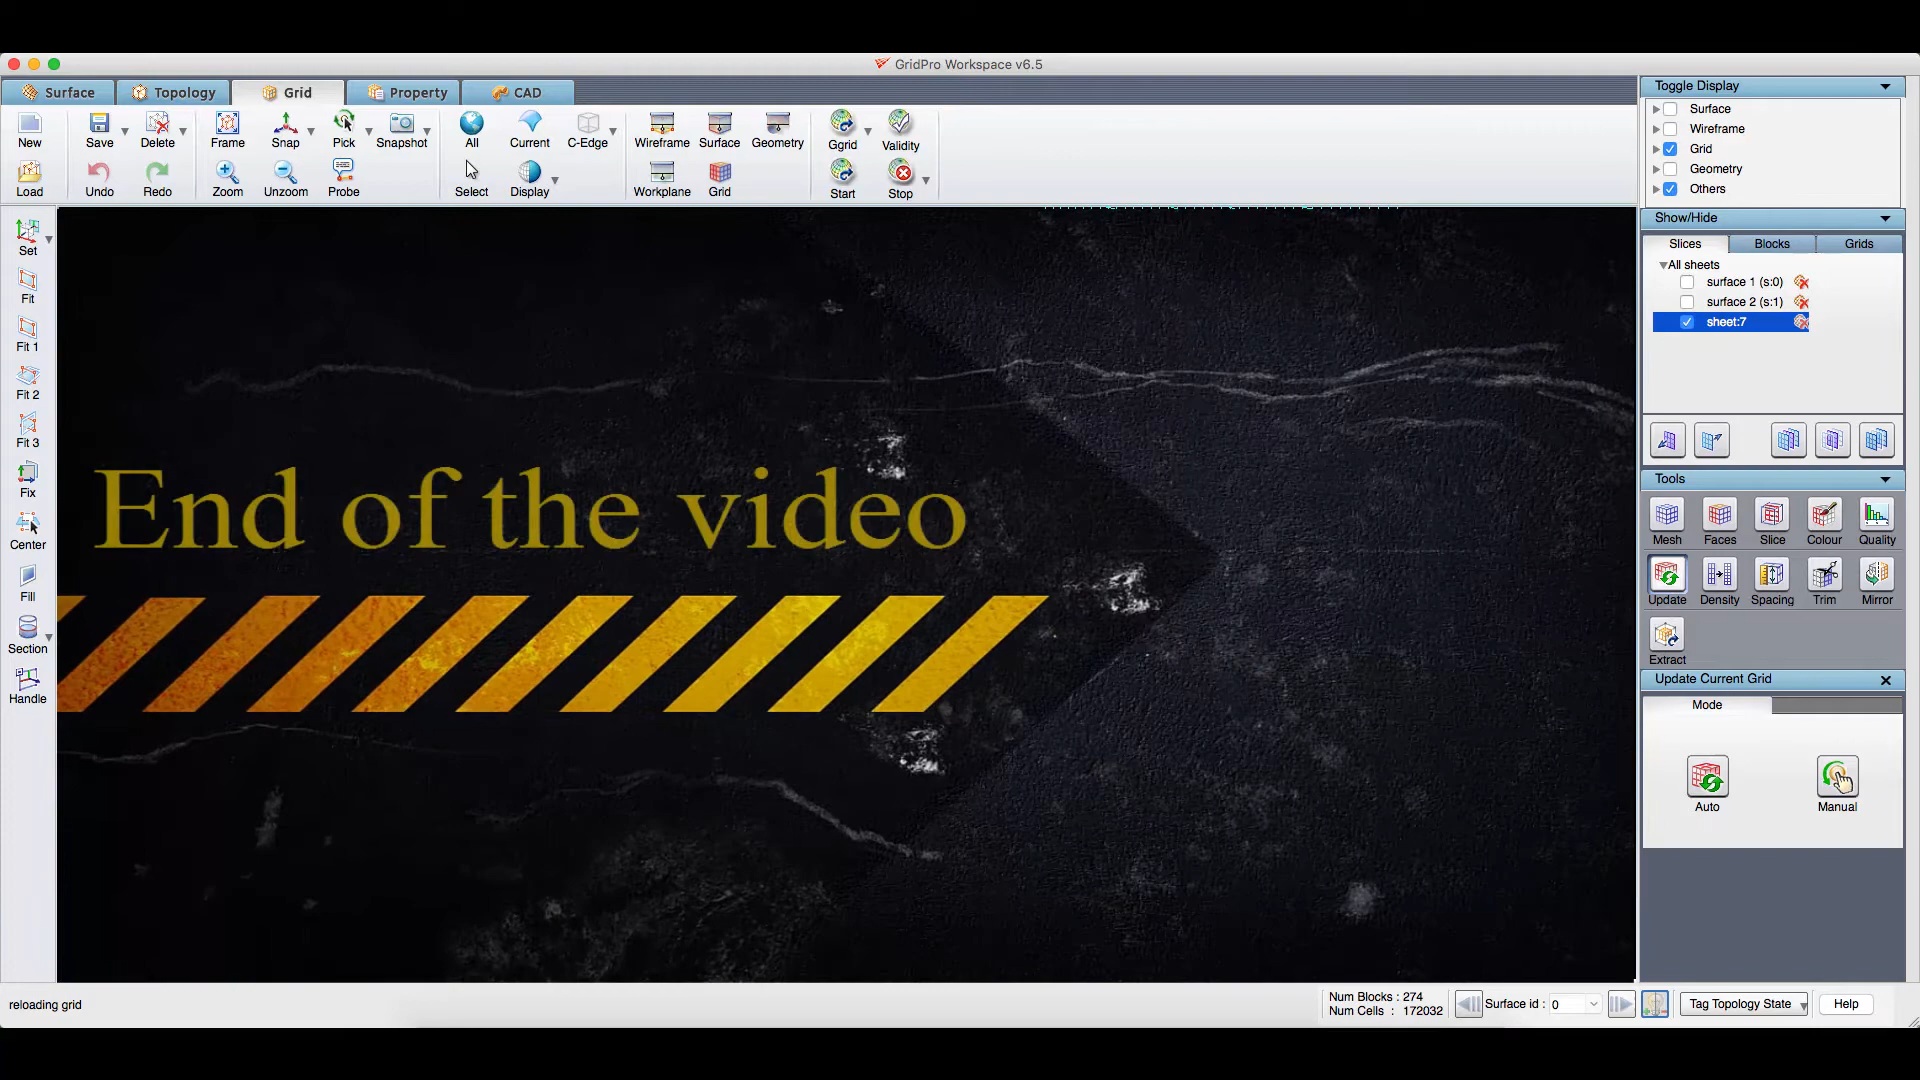 GridPro Workspace v6.5
Surface Topology Grid Property CAD
New Save Delete Frame Snap Pick Snapshot All Current C-Edge Wireframe Surface Geometry Ggrid Validity
Load Undo Redo Zoom Unzoom Probe Select Display Workplane Grid Start Stop
Set
Fit
Fit 1
Fit 2
Fit 3
Fix
Center
Fill
Section
Handle
End of the video
Toggle Display
Surface
Wireframe
Grid
Geometry
Others
Show/Hide
Slices Blocks Grids
All sheets
surface 1 (s:0)
surface 2 (s:1)
sheet:7
Tools
Mesh Faces Slice Colour Quality
Update Density Spacing Trim Mirror
Extract
Update Current Grid
Mode
Auto Manual
reloading grid
Num Blocks : 274
Num Cells : 172032
Surface id : 0
Tag Topology State
Help